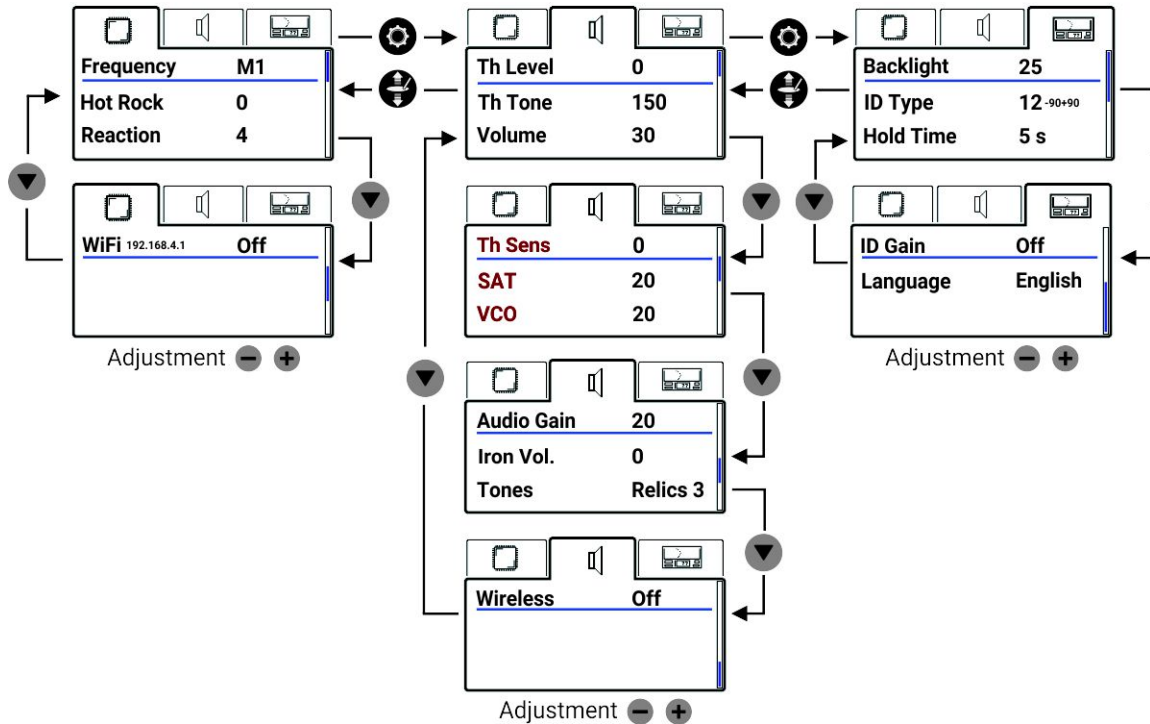 Frequency M1
Hot Rock 0
Reaction 4
WiFi 192.168.4.1 Off
Adjustment − +
Th Level 0
Th Tone 150
Volume 30
Th Sens 0
SAT 20
VCO 20
Audio Gain 20
Iron Vol. 0
Tones Relics 3
Wireless Off
Adjustment − +
Backlight 25
ID Type 12 -90+90
Hold Time 5 s
ID Gain Off
Language English
Adjustment − +